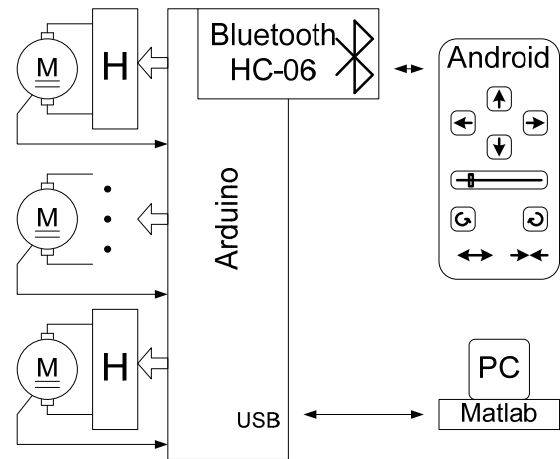 M
H
Bluetooth
HC-06
Android
M
Arduino
M
H
USB
PC
Matlab